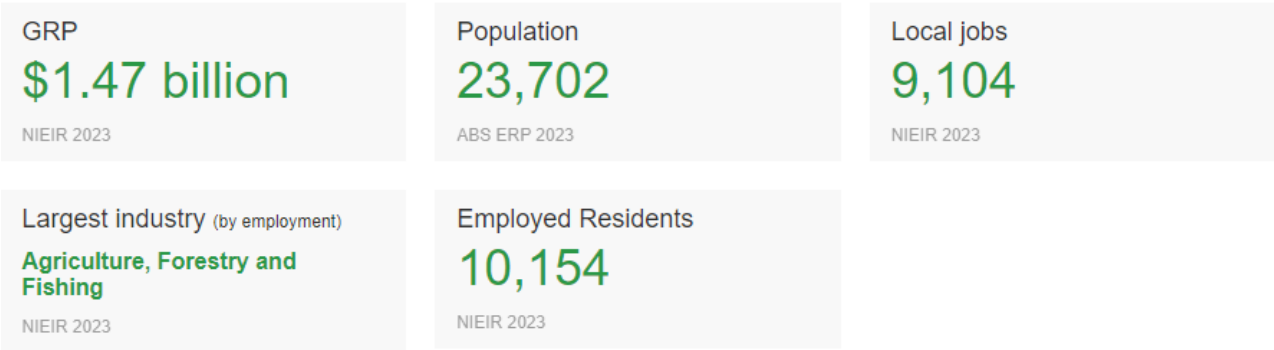 GRP
$1.47 billion
NIEIR 2023
Population
23,702
ABS ERP 2023
Local jobs
9,104
NIEIR 2023
Largest industry (by employment)
Agriculture, Forestry and
Fishing
NIEIR 2023
Employed Residents
10,154
NIEIR 2023